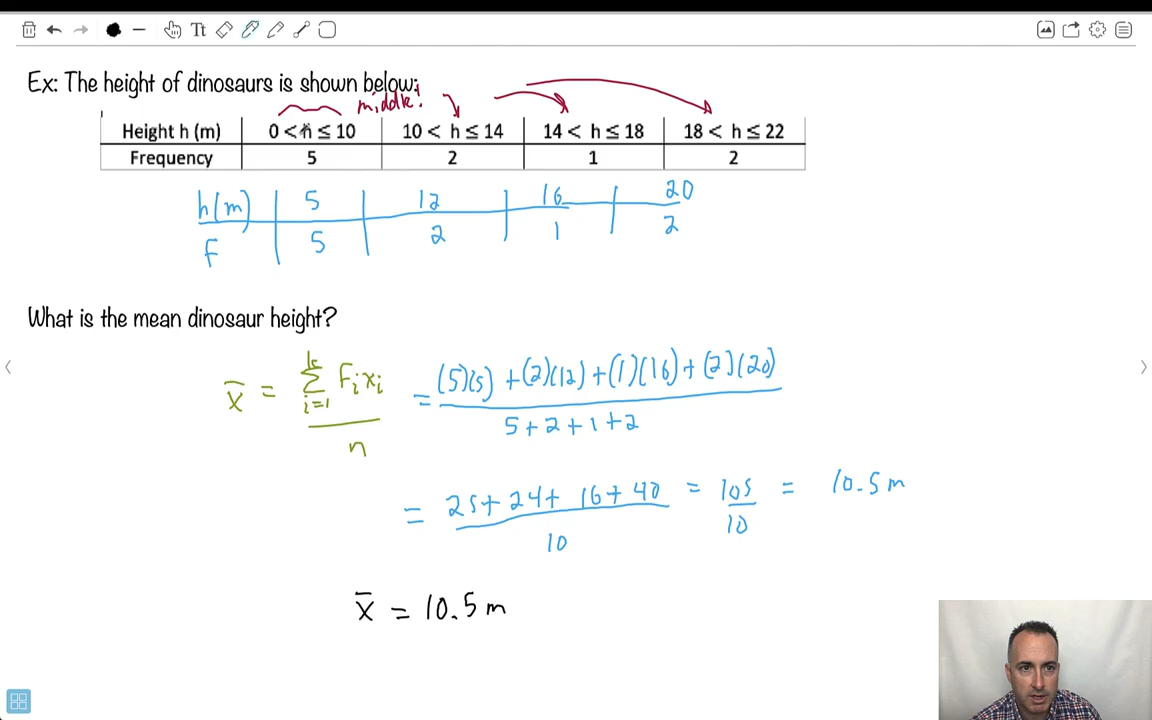 Tt
Ex: The height of dinosaurs is shown below:
middle!
Height h (m) 0 < h ≤ 10 10 < h ≤ 14 14 < h ≤ 18 18 < h ≤ 22
Frequency 5 2 1 2
h(m) 5 12 16 20
F 5 2 1 2
What is the mean dinosaur height?
x̄ = k Σ i=1 Fixi / n = (5)(5) + (2)(12) + (1)(16) + (2)(20) / 5 + 2 + 1 + 2
= 25 + 24 + 16 + 40 / 10 = 105 / 10 = 10.5 m
x̄ = 10.5 m